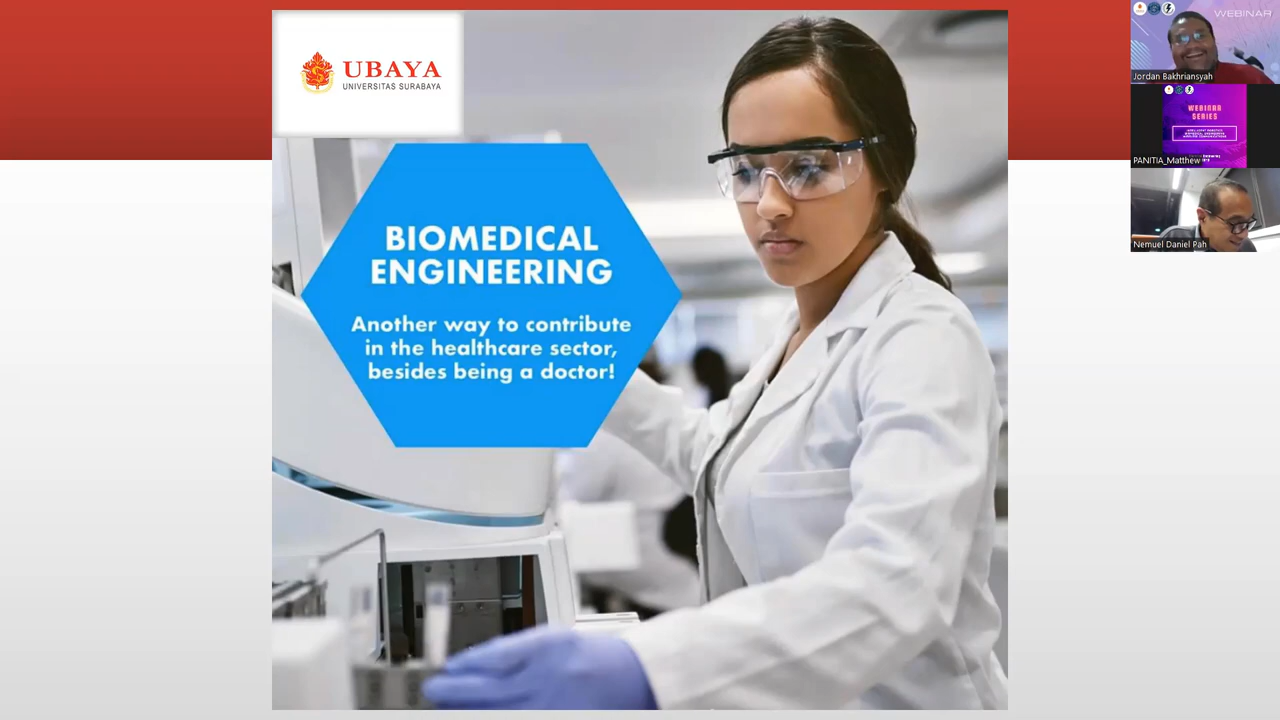 UBAYA
UNIVERSITAS SURABAYA
BIOMEDICAL
ENGINEERING
Another way to contribute
in the healthcare sector,
besides being a doctor!
WEBINAR
Jordan Bakhriansyah
WEBINAR
SERIES
PANITIA_Matthew
Nemuel Daniel Pah